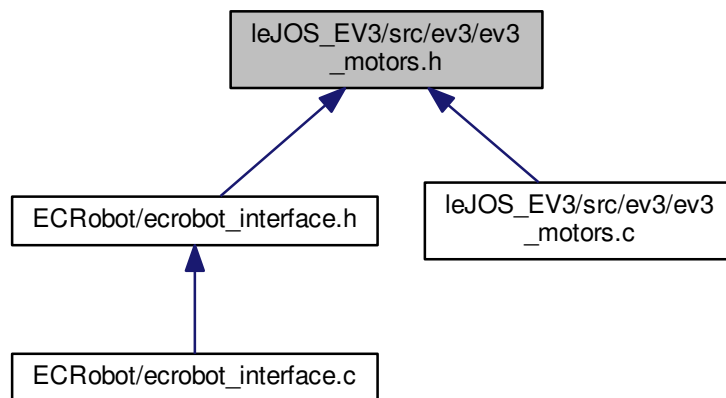 leJOS_EV3/src/ev3/ev3
_motors.h
ECRobot/ecrobot_interface.h
leJOS_EV3/src/ev3/ev3
_motors.c
ECRobot/ecrobot_interface.c